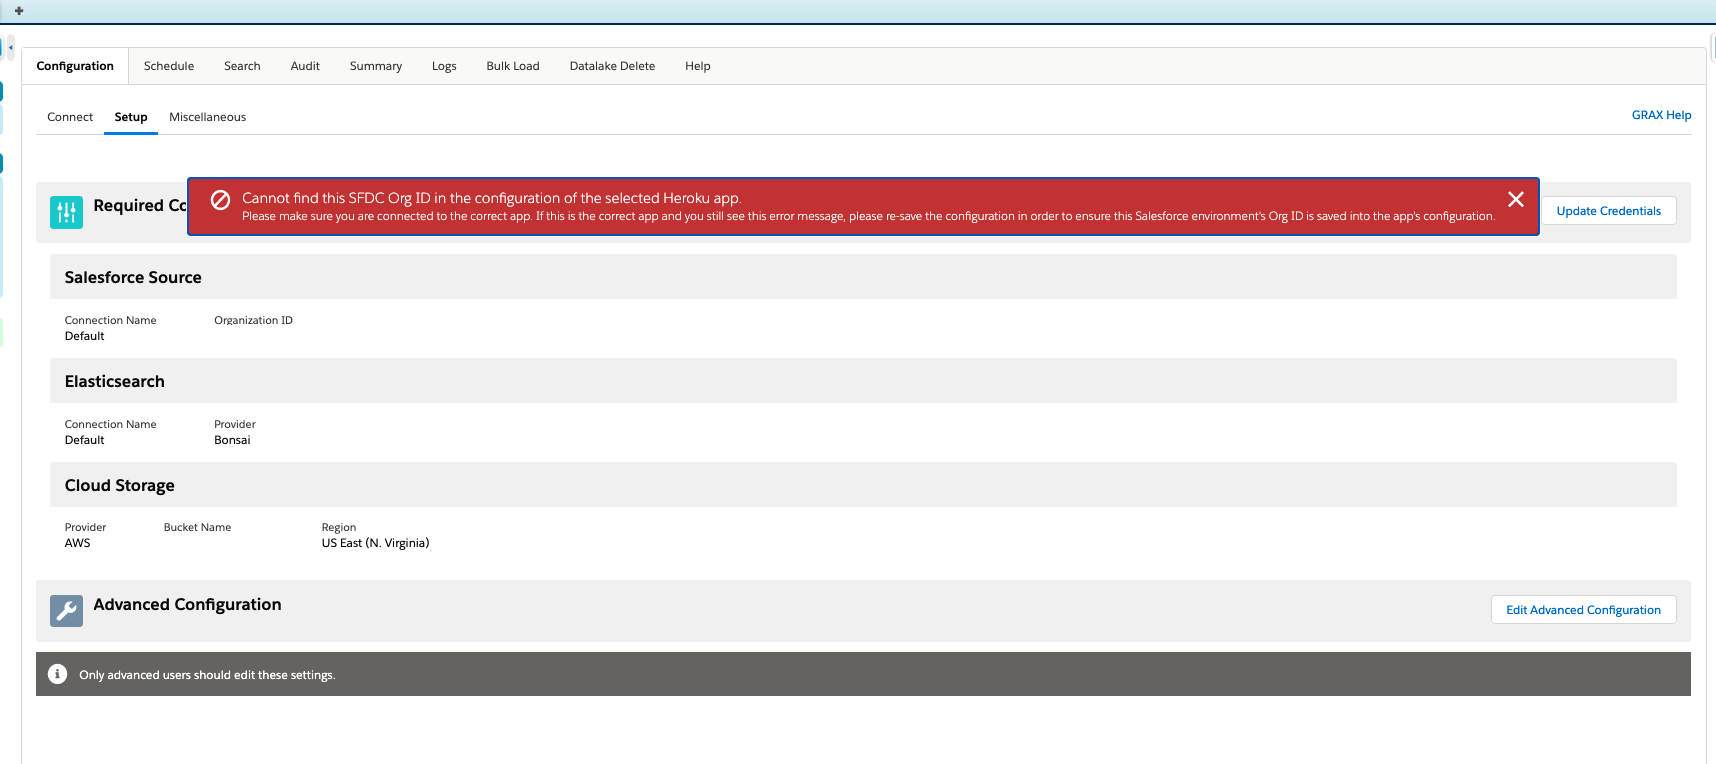 Configuration Schedule Search Audit Summary Logs Bulk Load Datalake Delete Help
Connect Setup Miscellaneous GRAX Help
Required Co
Cannot find this SFDC Org ID in the configuration of the selected Heroku app.
Please make sure you are connected to the correct app. If this is the correct app and you still see this error message, please re-save the configuration in order to ensure this Salesforce environment's Org ID is saved into the app's configuration.
Update Credentials
Salesforce Source
Connection Name Organization ID
Default
Elasticsearch
Connection Name Provider
Default Bonsai
Cloud Storage
Provider Bucket Name Region
AWS US East (N. Virginia)
Advanced Configuration Edit Advanced Configuration
Only advanced users should edit these settings.